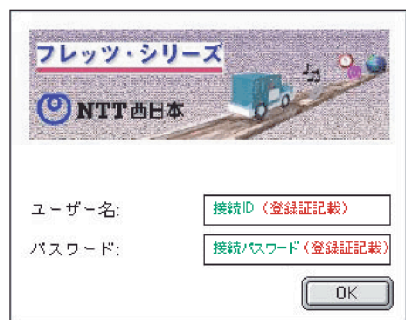 フレッツ・シリーズ
NTT西日本
ユーザー名: 接続ID（登録証記載）
パスワード: 接続パスワード（登録証記載）
OK